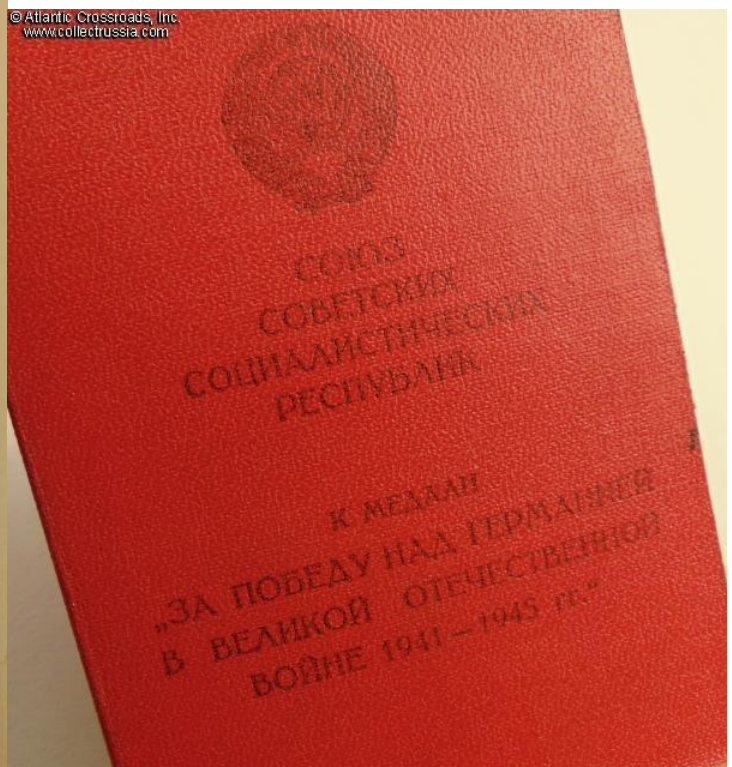 © Atlantic Crossroads, Inc.
www.collectrussia.com
СОЮЗ
СОВЕТСКИХ
СОЦИАЛИСТИЧЕСКИХ
РЕСПУБЛИК
К МЕДАЛИ
„ЗА ПОБЕДУ НАД ГЕРМАНИЕЙ
В ВЕЛИКОЙ ОТЕЧЕСТВЕННОЙ
ВОЙНЕ 1941 — 1945 гг.“